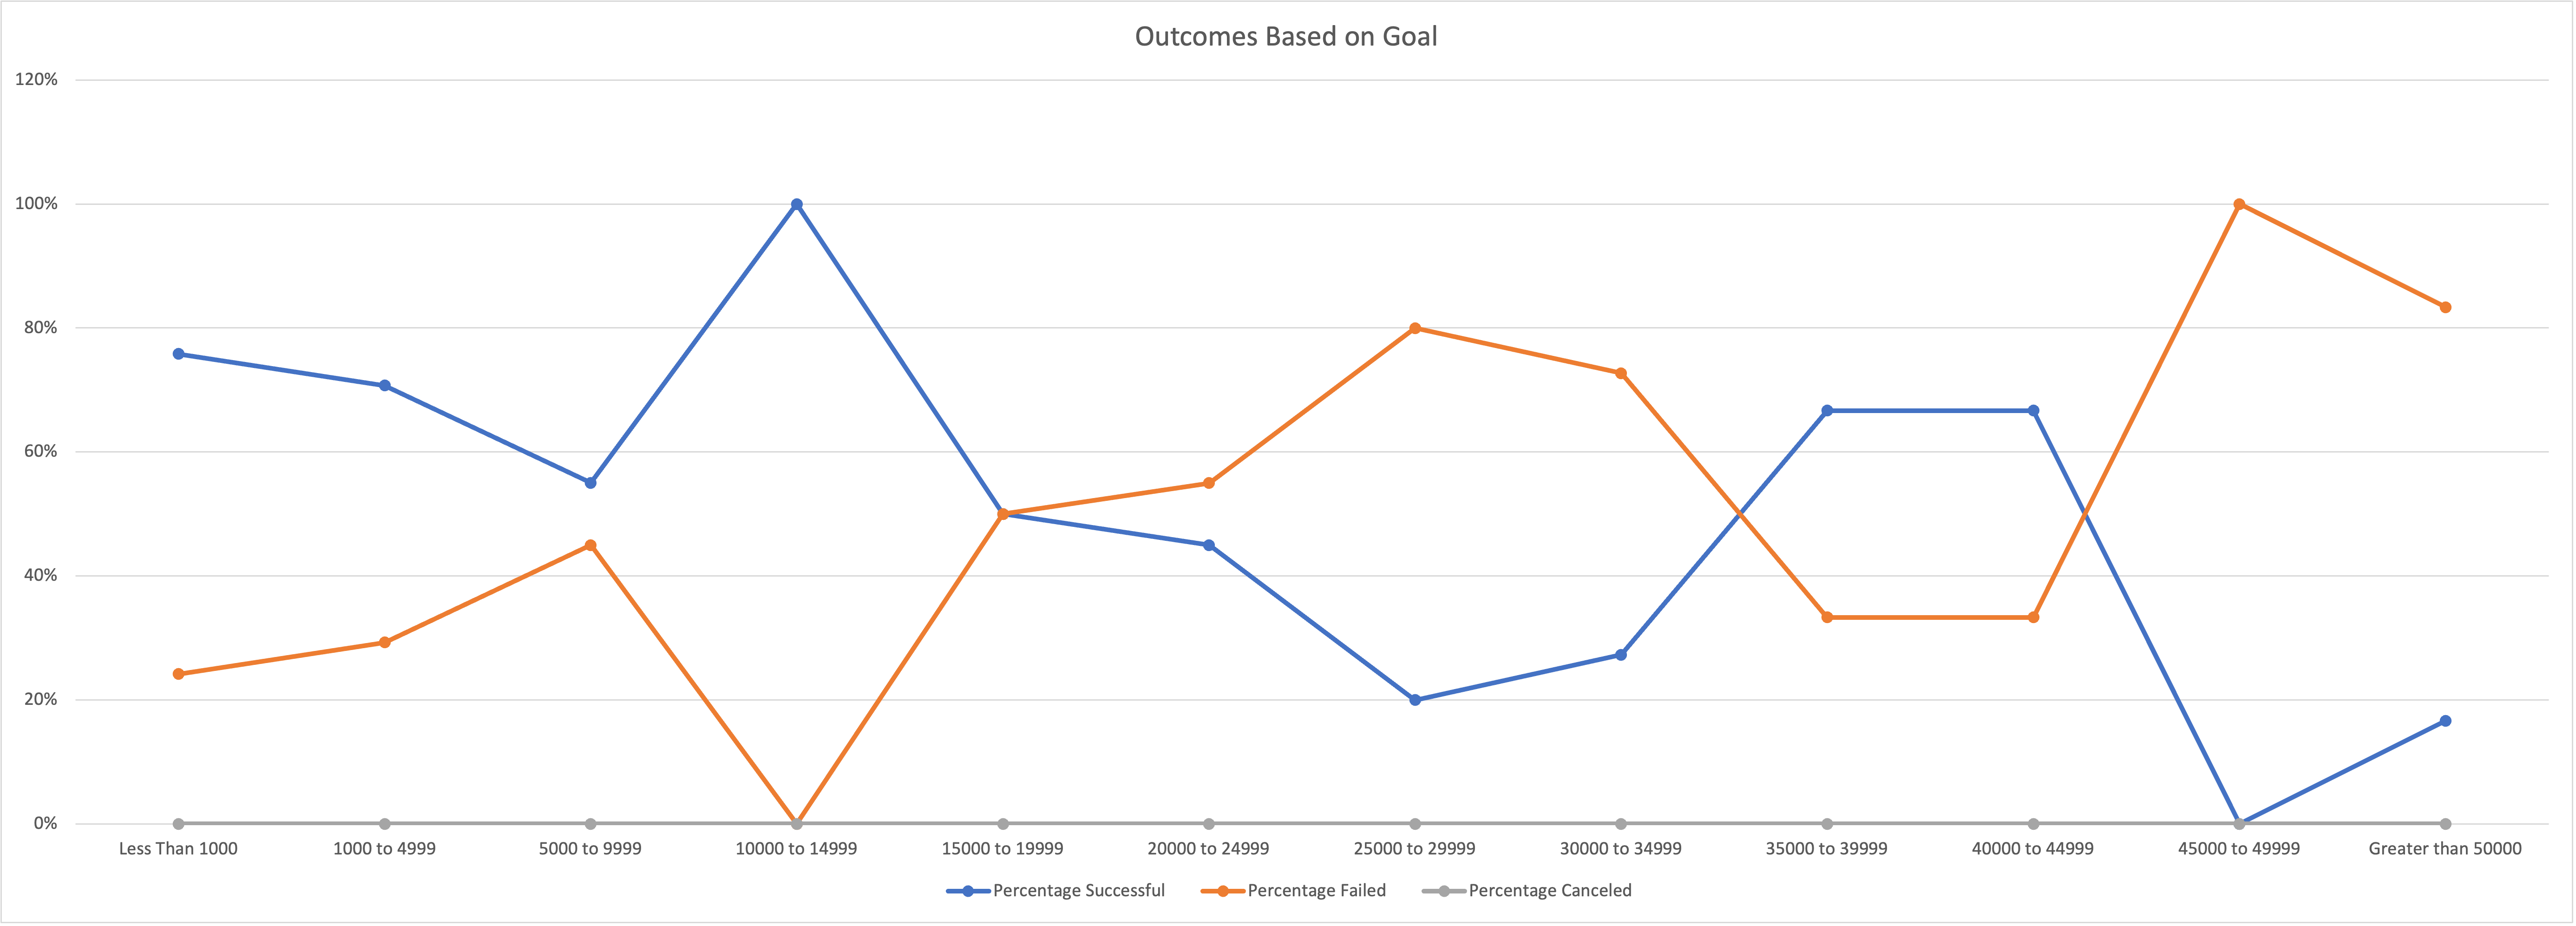 Outcomes Based on Goal
120%
100%
80%
60%
40%
20%
0%
Less Than 1000 1000 to 4999 5000 to 9999 10000 to 14999 15000 to 19999 20000 to 24999 25000 to 29999 30000 to 34999 35000 to 39999 40000 to 44999 45000 to 49999 Greater than 50000
Percentage Successful Percentage Failed Percentage Canceled